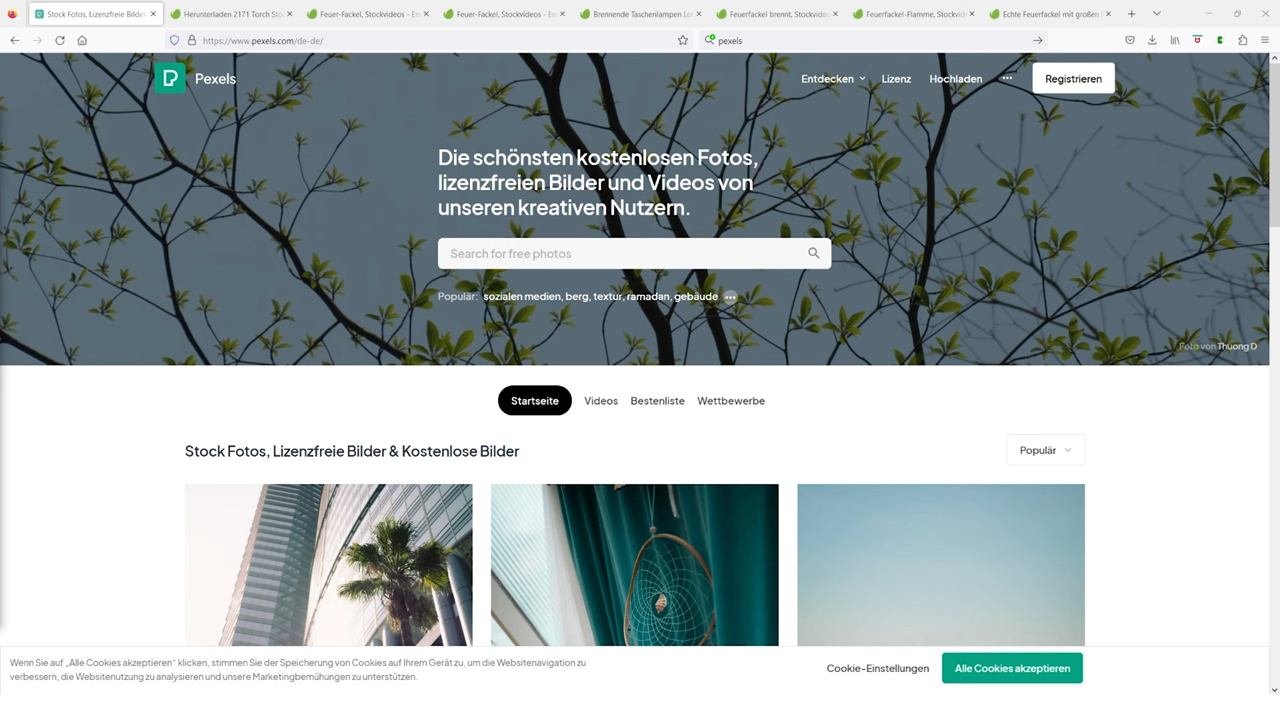 Stock Fotos, Lizenzfreie Bilder
Herunterladen 2171 Torch Sto
Feuer-Fackel, Stockvideos - En
Feuer-Fackel, Stockvideos - En
Brennende Taschenlampen Lo
Feuerfackel brennt, Stockvide
Feuerfackel-Flamme, Stockvid
Echte Feuerfackel mit großen
https://www.pexels.com/de-de/
pexels
Pexels
Entdecken
Lizenz
Hochladen
Registrieren
Die schönsten kostenlosen Fotos,
lizenzfreien Bilder und Videos von
unseren kreativen Nutzern.
Search for free photos
Populär: sozialen medien, berg, textur, ramadan, gebäude
Foto von Thuong D
Startseite
Videos
Bestenliste
Wettbewerbe
Stock Fotos, Lizenzfreie Bilder & Kostenlose Bilder
Populär
Wenn Sie auf „Alle Cookies akzeptieren“ klicken, stimmen Sie der Speicherung von Cookies auf Ihrem Gerät zu, um die Websitenavigation zu
verbessern, die Websitenutzung zu analysieren und unsere Marketingbemühungen zu unterstützen.
Cookie-Einstellungen
Alle Cookies akzeptieren